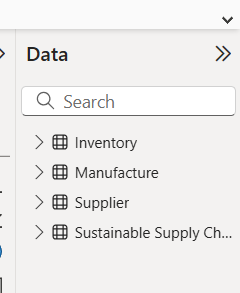 Data
Search
Inventory
Manufacture
Supplier
Sustainable Supply Ch...